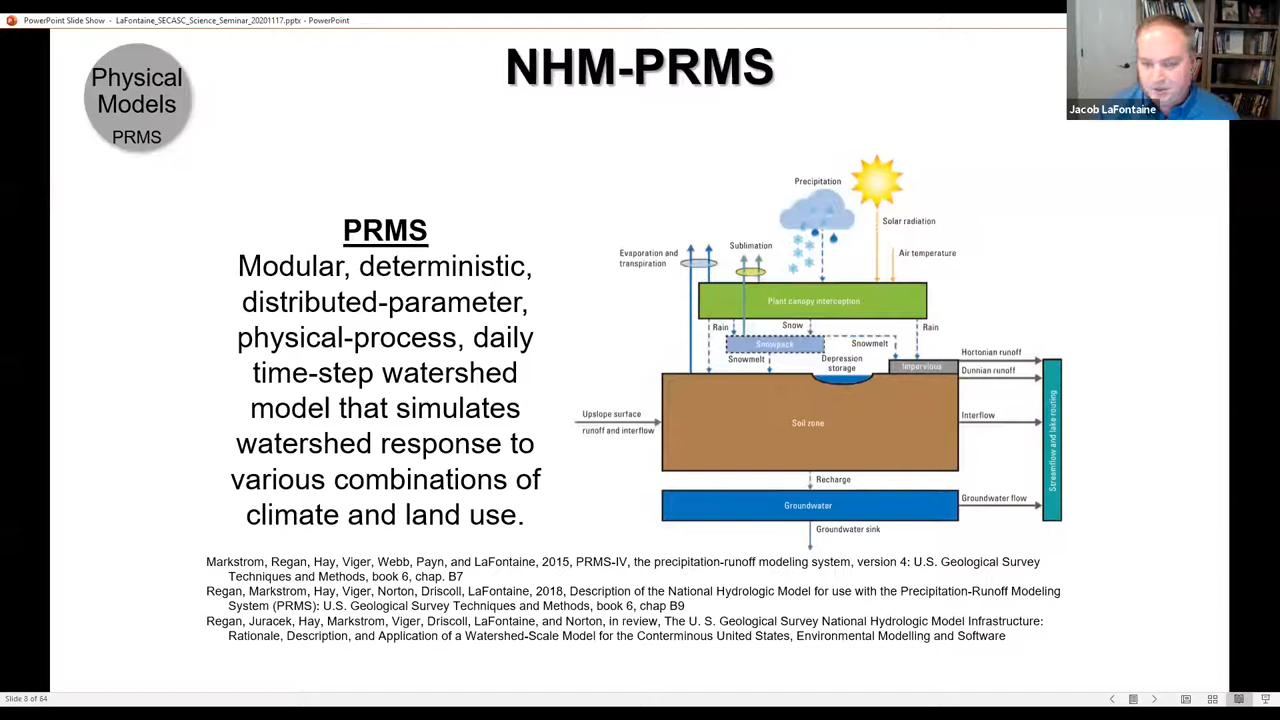 PowerPoint Slide Show - LaFontaine_SECASC_Science_Seminar_20201117.pptx - PowerPoint
Jacob LaFontaine
Physical
Models
PRMS
NHM-PRMS
PRMS
Modular, deterministic,
distributed-parameter,
physical-process, daily
time-step watershed
model that simulates
watershed response to
various combinations of
climate and land use.
Precipitation
Solar radiation
Evaporation and
transpiration
Sublimation
Air temperature
Plant canopy interception
Rain
Snow
Rain
Snowpack
Snowmelt
Snowmelt
Depression
storage
Impervious
Hortonian runoff
Dunnian runoff
Upslope surface
runoff and interflow
Soil zone
Interflow
Streamflow and lake routing
Recharge
Groundwater
Groundwater flow
Groundwater sink
Markstrom, Regan, Hay, Viger, Webb, Payn, and LaFontaine, 2015, PRMS-IV, the precipitation-runoff modeling system, version 4: U.S. Geological Survey
Techniques and Methods, book 6, chap. B7
Regan, Markstrom, Hay, Viger, Norton, Driscoll, LaFontaine, 2018, Description of the National Hydrologic Model for use with the Precipitation-Runoff Modeling
System (PRMS): U.S. Geological Survey Techniques and Methods, book 6, chap B9
Regan, Juracek, Hay, Markstrom, Viger, Driscoll, LaFontaine, and Norton, in review, The U. S. Geological Survey National Hydrologic Model Infrastructure:
Rationale, Description, and Application of a Watershed-Scale Model for the Conterminous United States, Environmental Modelling and Software
Slide 8 of 64